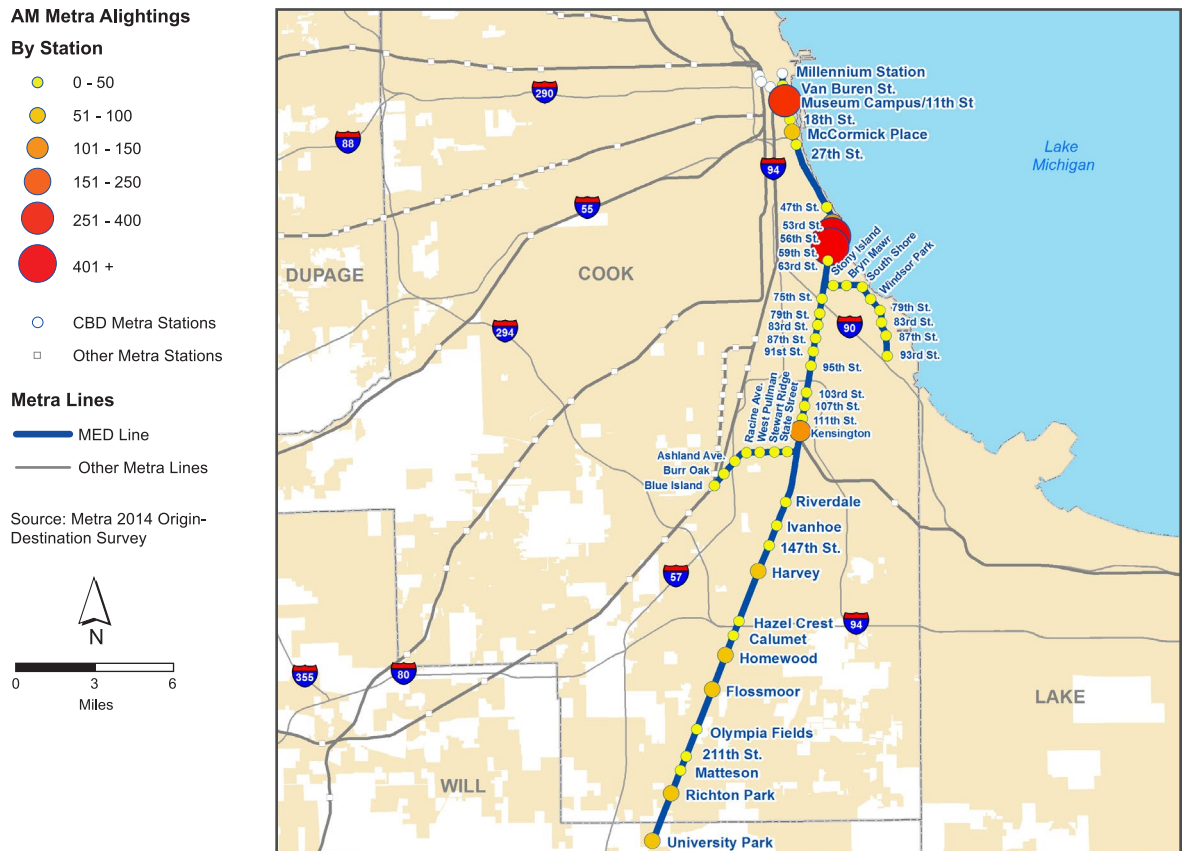 AM Metra Alightings
By Station
0 - 50
51 - 100
101 - 150
151 - 250
251 - 400
401 +
CBD Metra Stations
Other Metra Stations
Metra Lines
MED Line
Other Metra Lines
Source: Metra 2014 Origin-
Destination Survey
N
0 3 6
Miles
Millennium Station
Van Buren St.
Museum Campus/11th St
18th St.
McCormick Place
27th St.
290
88
94
55
Lake
Michigan
47th St.
53rd St.
56th St.
59th St.
63rd St.
Stony Island
Bryn Mawr
South Shore
Windsor Park
DUPAGE
COOK
294
90
75th St.
79th St.
83rd St.
87th St.
91st St.
95th St.
79th St.
83rd St.
87th St.
93rd St.
103rd St.
107th St.
111th St.
Kensington
Racine Ave.
West Pullman
Stewart Ridge
State Street
Ashland Ave.
Burr Oak
Blue Island
Riverdale
Ivanhoe
147th St.
Harvey
57
94
Hazel Crest
Calumet
Homewood
Flossmoor
355
80
LAKE
Olympia Fields
211th St.
Matteson
Richton Park
WILL
University Park